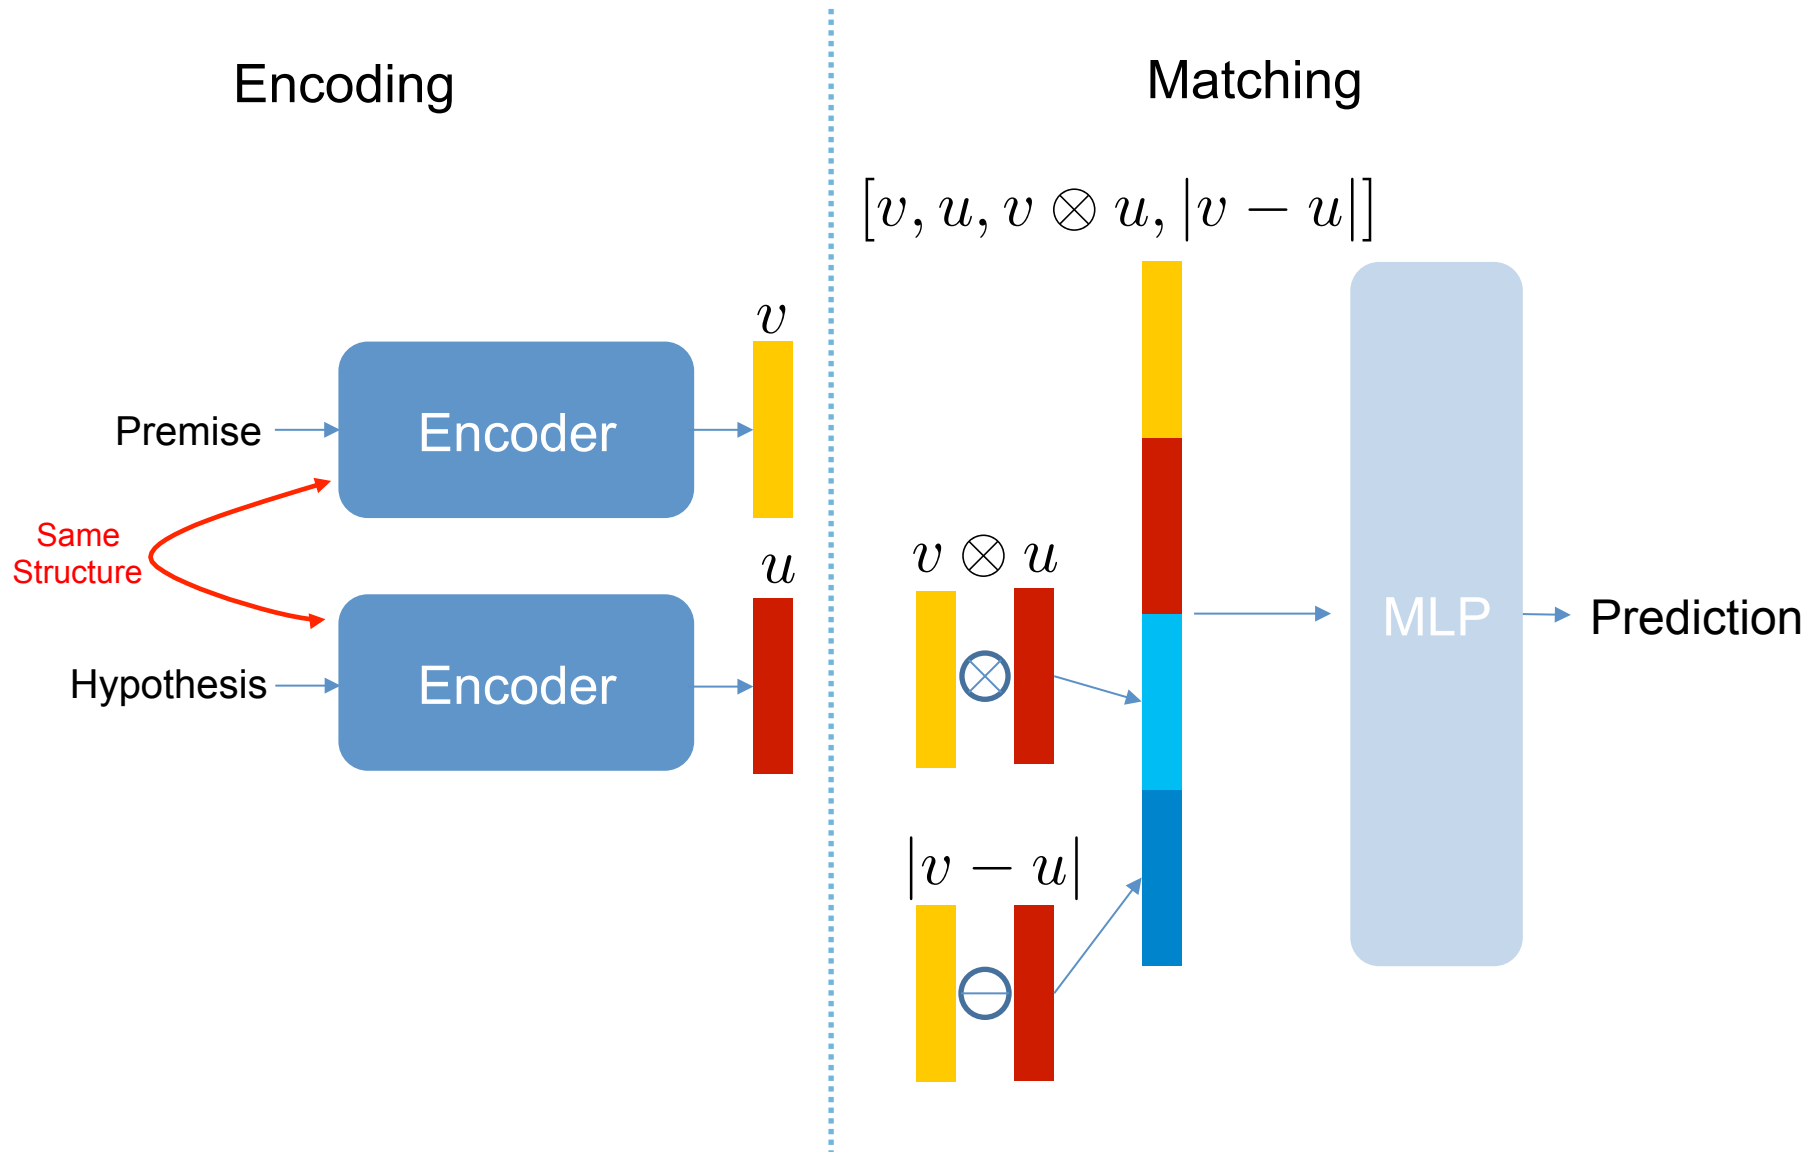 Encoding
Premise
Encoder
v
Same
Structure
Hypothesis
Encoder
u
Matching
[v, u, v ⊗ u, |v − u|]
v ⊗ u
|v − u|
MLP
Prediction